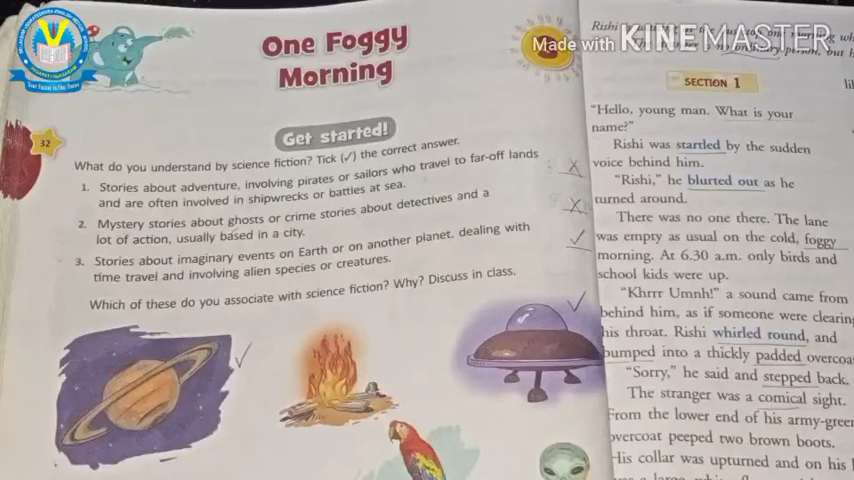 One Foggy
Morning
Made with KINEMASTER
32
Get started!
What do you understand by science fiction? Tick (✓) the correct answer.
1. Stories about adventure, involving pirates or sailors who travel to far-off lands
and are often involved in shipwrecks or battles at sea.
2. Mystery stories about ghosts or crime stories about detectives and a
lot of action, usually based in a city.
3. Stories about imaginary events on Earth or on another planet, dealing with
time travel and involving alien species or creatures.
Which of these do you associate with science fiction? Why? Discuss in class.
Rishi
morning
person, but
SECTION 1
"Hello, young man. What is your
name?"
Rishi was startled by the sudden
voice behind him.
"Rishi," he blurted out as he
turned around.
There was no one there. The lane
was empty as usual on the cold, foggy
morning. At 6.30 a.m. only birds and
school kids were up.
"Khrrr Umnh!" a sound came from
behind him, as if someone were clearing
his throat. Rishi whirled round, and
bumped into a thickly padded overcoa
"Sorry," he said and stepped back.
The stranger was a comical sight.
From the lower end of his army-green
overcoat peeped two brown boots.
His collar was upturned and on his